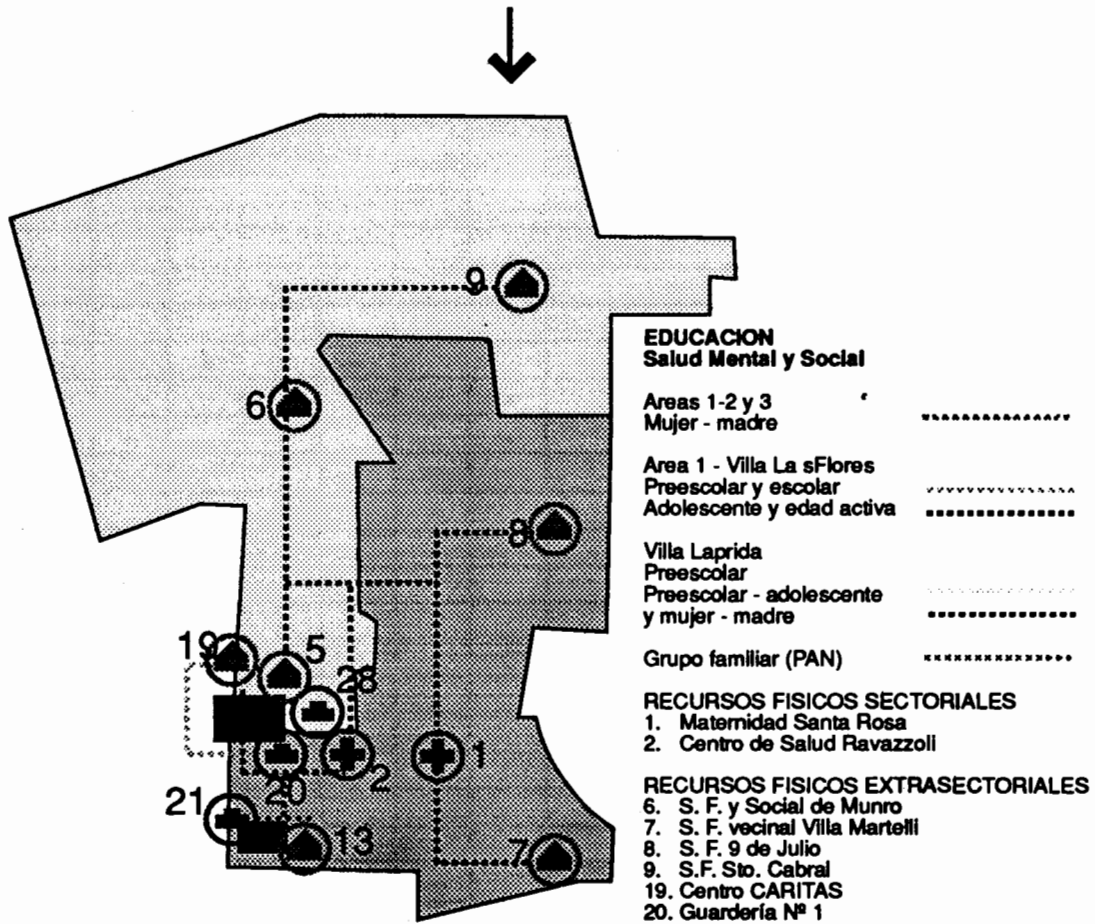 9
6
8
19
5
28
20
2
1
21
13
7
EDUCACION
Salud Mental y Social
Areas 1-2 y 3
Mujer - madre
Area 1 - Villa La sFlores
Preescolar y escolar
Adolescente y edad activa
Villa Laprida
Preescolar
Preescolar - adolescente
y mujer - madre
Grupo familiar (PAN)
RECURSOS FISICOS SECTORIALES
1. Maternidad Santa Rosa
2. Centro de Salud Ravazzoli
RECURSOS FISICOS EXTRASECTORIALES
6. S. F. y Social de Munro
7. S. F. vecinal Villa Martelli
8. S. F. 9 de Julio
9. S.F. Sto. Cabral
19. Centro CARITAS
20. Guardería Nº 1